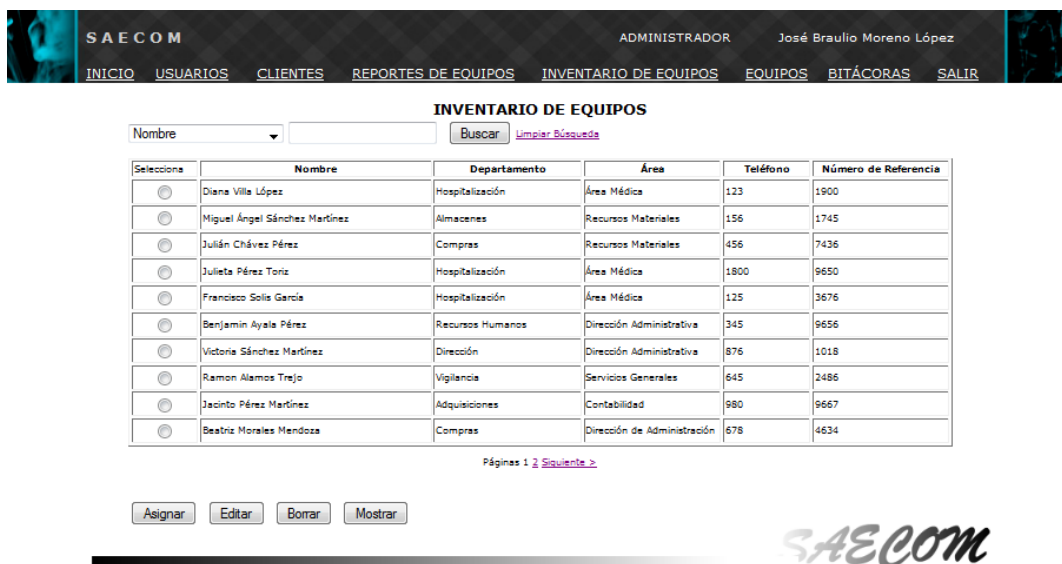 SAECOM ADMINISTRADOR José Braulio Moreno López
INICIO USUARIOS CLIENTES REPORTES DE EQUIPOS INVENTARIO DE EQUIPOS EQUIPOS BITÁCORAS SALIR
INVENTARIO DE EQUIPOS
Nombre Buscar Limpiar Búsqueda
Selecciona Nombre Departamento Área Teléfono Número de Referencia
Diana Villa López Hospitalización Área Médica 123 1900
Miguel Ángel Sánchez Martínez Almacenes Recursos Materiales 156 1745
Julián Chávez Pérez Compras Recursos Materiales 456 7436
Julieta Pérez Toriz Hospitalización Área Médica 1800 9650
Francisco Solis García Hospitalización Área Médica 125 3676
Benjamin Ayala Pérez Recursos Humanos Dirección Administrativa 345 9656
Victoria Sánchez Martínez Dirección Dirección Administrativa 876 1018
Ramon Alamos Trejo Vigilancia Servicios Generales 645 2486
Jacinto Pérez Martínez Adquisiciones Contabilidad 980 9667
Beatriz Morales Mendoza Compras Dirección de Administración 678 4634
Páginas 1 2 Siguiente >
Asignar Editar Borrar Mostrar
SAECOM